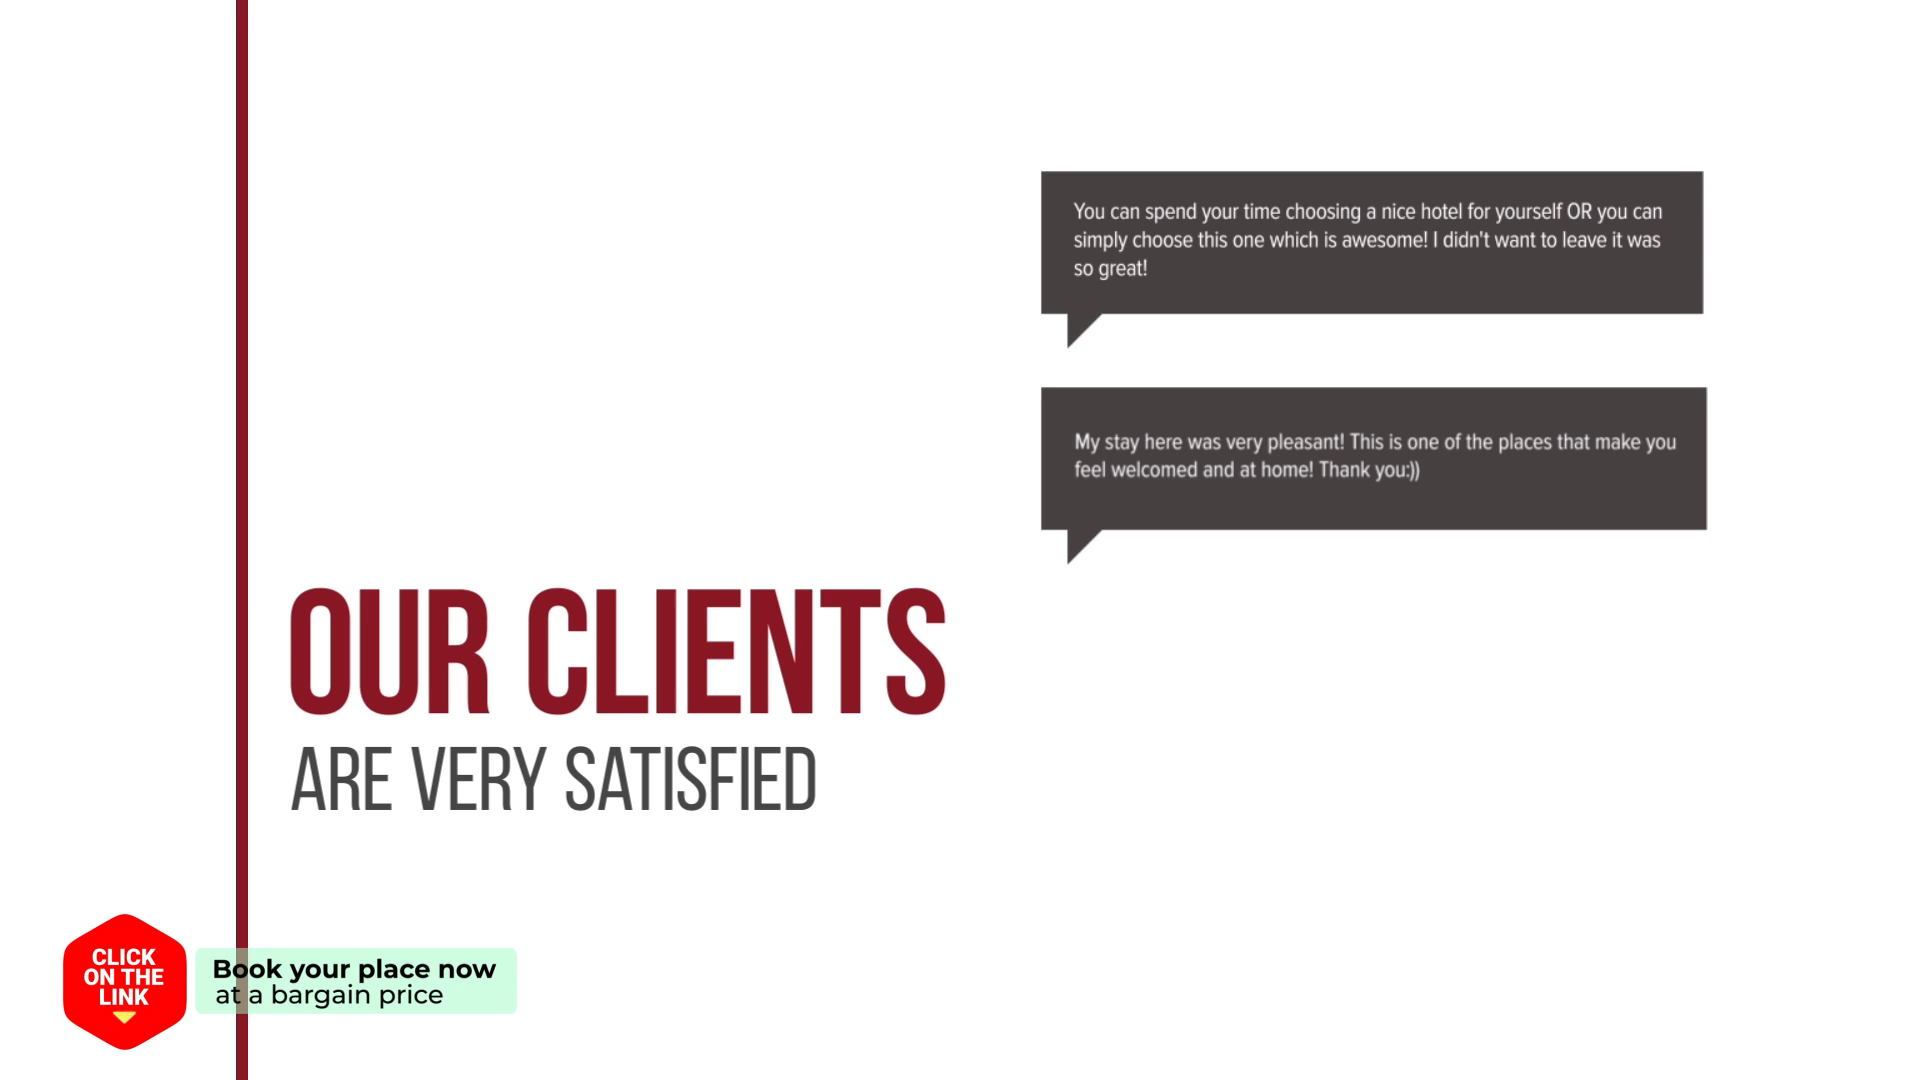 You can spend your time choosing a nice hotel for yourself OR you can
simply choose this one which is awesome! I didn't want to leave it was
so great!
My stay here was very pleasant! This is one of the places that make you
feel welcomed and at home! Thank you:))
OUR CLIENTS
ARE VERY SATISFIED
CLICK
ON THE
LINK
Book your place now
at a bargain price